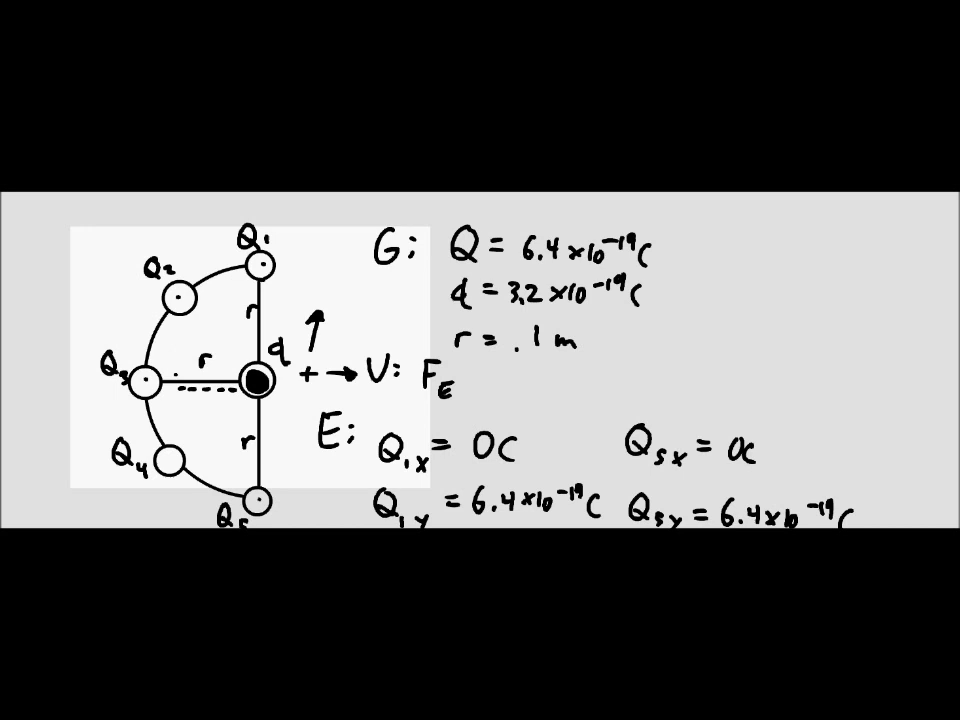 Q1
Q2
G: Q = 6.4 x 10^-19 C
q = 3.2 x 10^-19 C
r
r = .1 m
q
Q3
r
+ → U: F_E
r
E: Q1x = 0C Q5x = 0C
Q4
Q1y = 6.4 x 10^-19 C Q5y = 6.4 x 10^-19 C
Q5